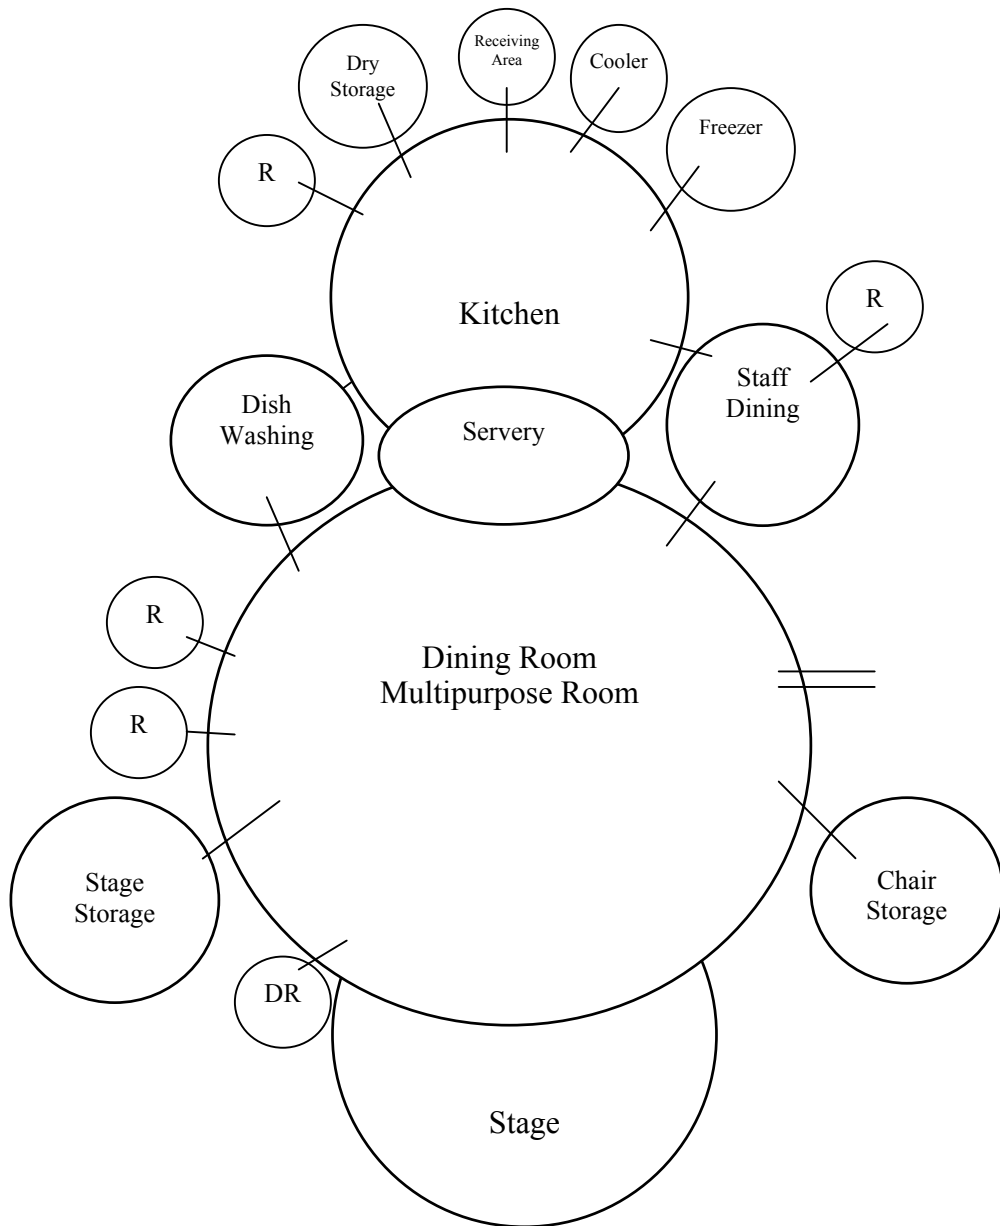 Receiving
Area
Cooler
Dry
Storage
Freezer
R
Kitchen
R
Staff
Dining
Dish
Washing
Servery
R
Dining Room
Multipurpose Room
R
Stage
Storage
Chair
Storage
DR
Stage